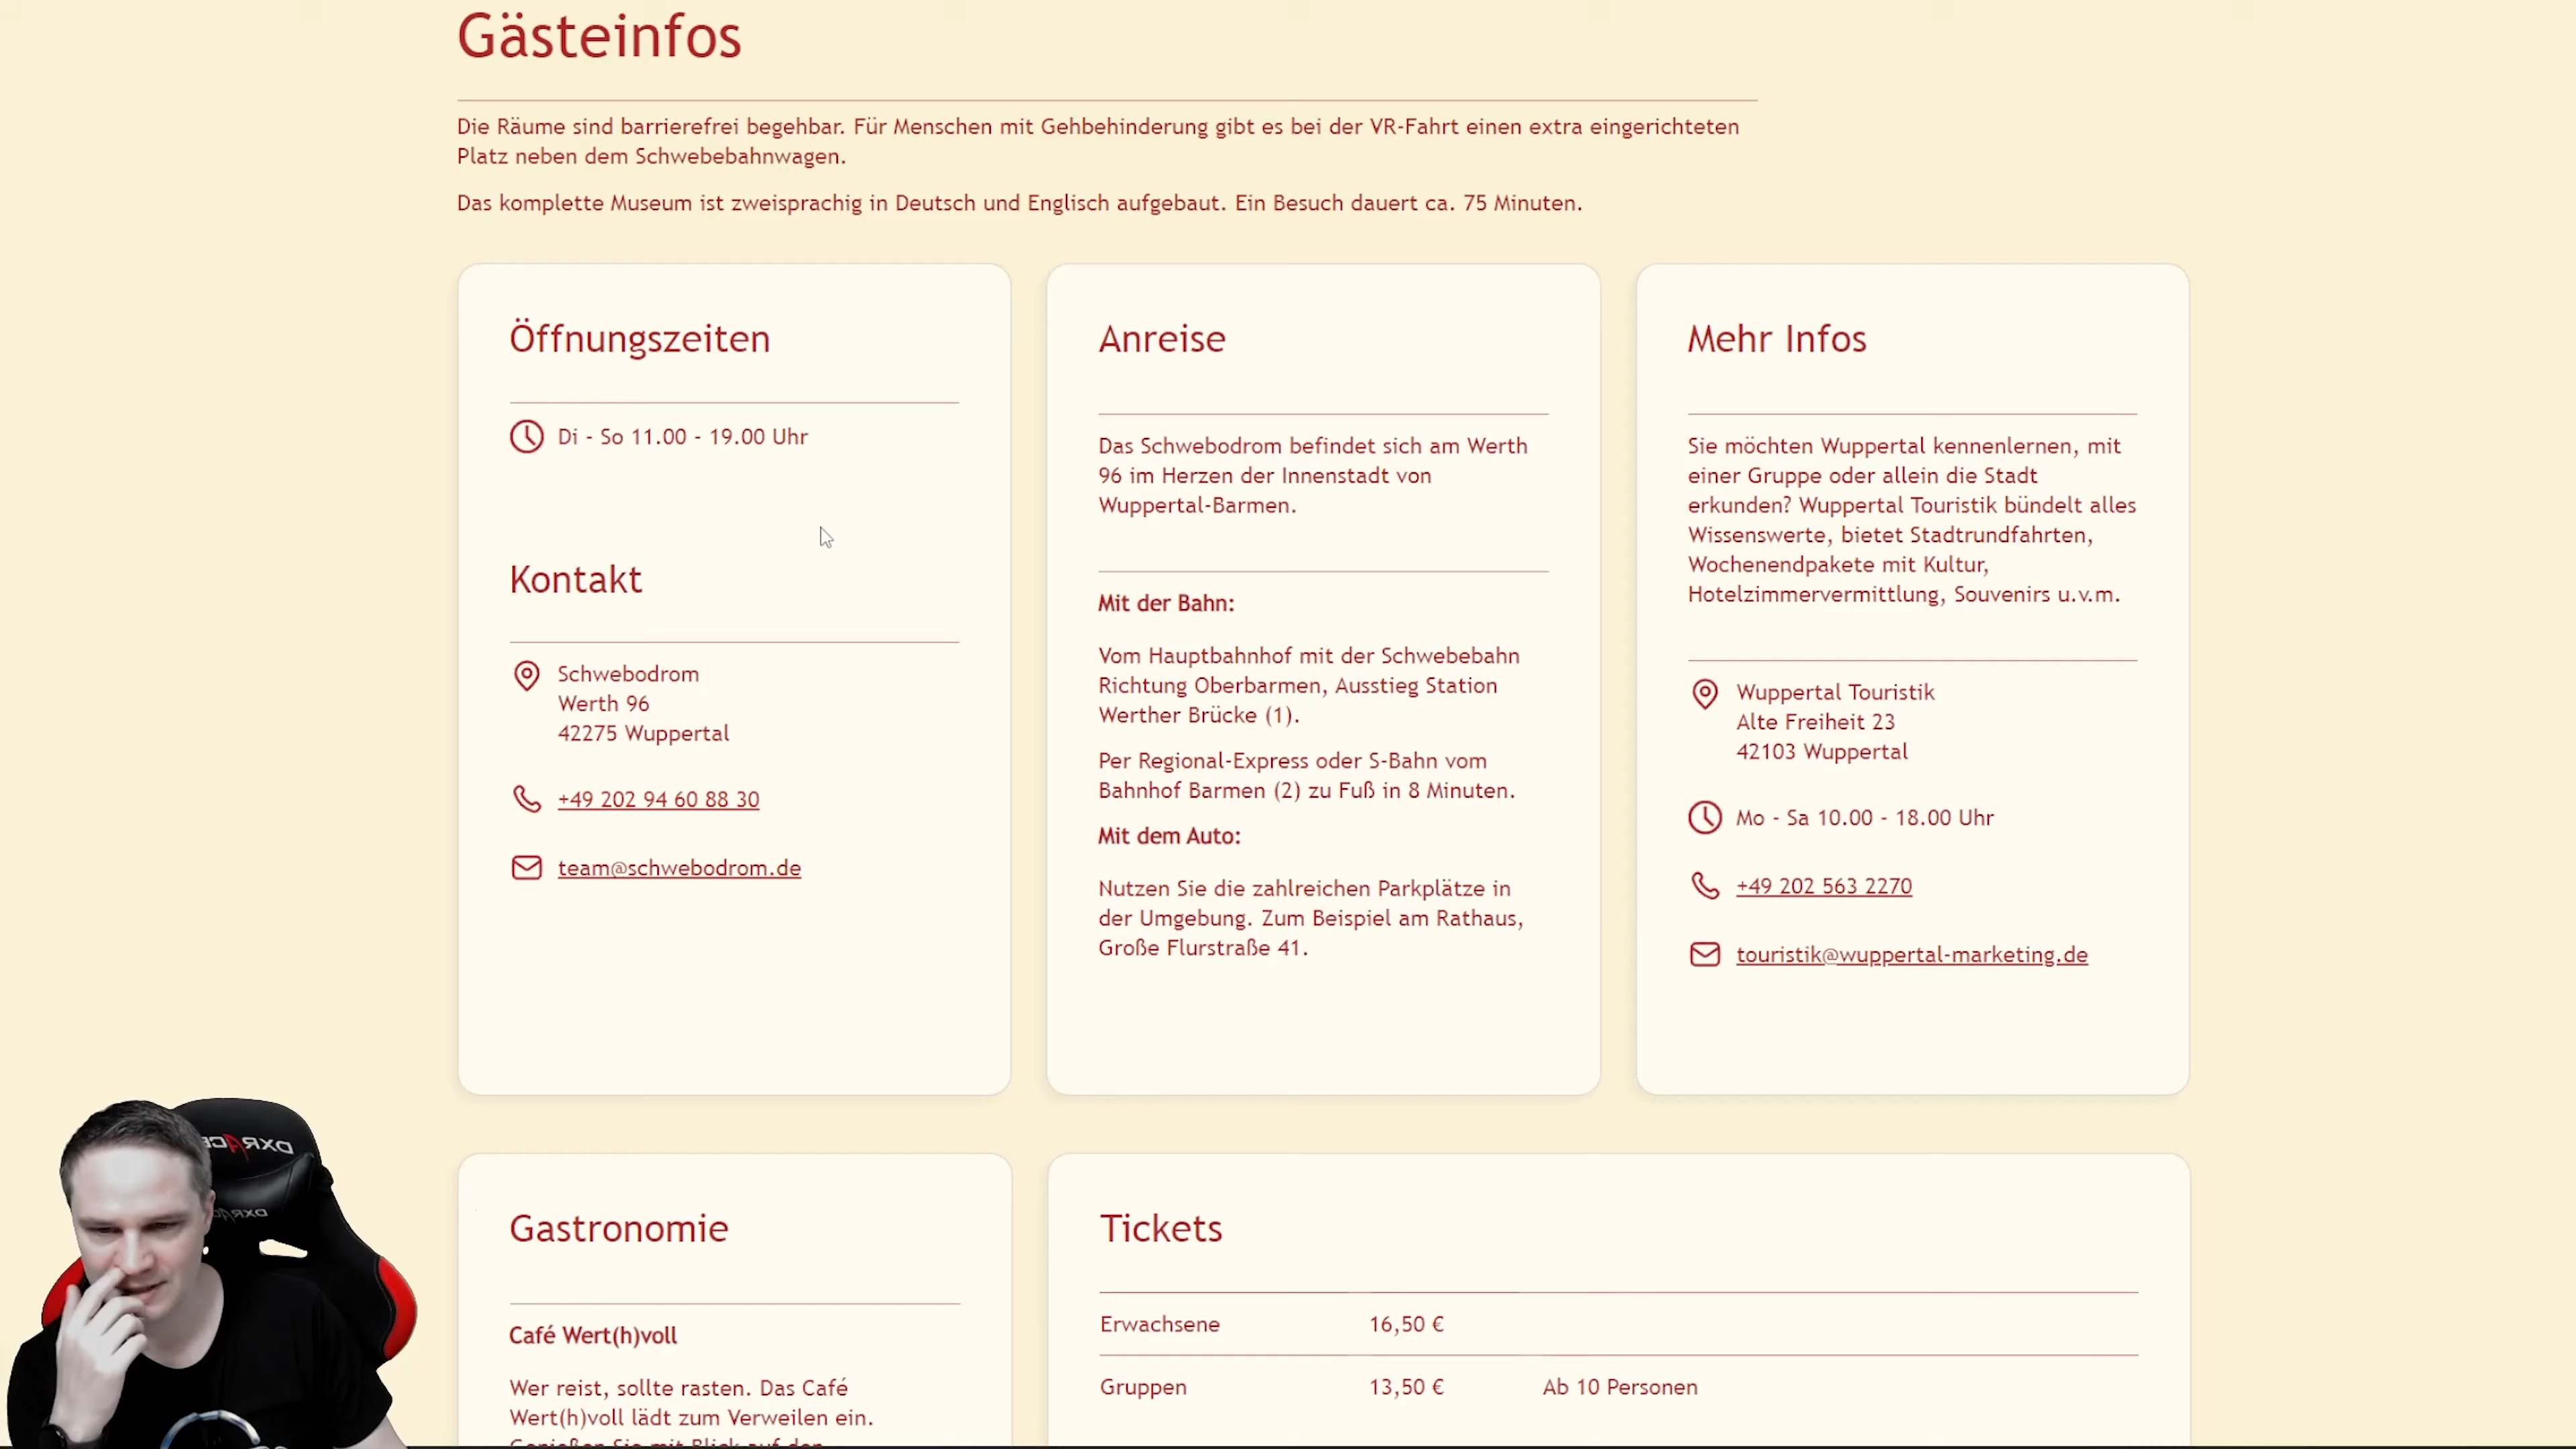 Gästeinfos
Die Räume sind barrierefrei begehbar. Für Menschen mit Gehbehinderung gibt es bei der VR-Fahrt einen extra eingerichteten
Platz neben dem Schwebebahnwagen.
Das komplette Museum ist zweisprachig in Deutsch und Englisch aufgebaut. Ein Besuch dauert ca. 75 Minuten.
Öffnungszeiten
Di - So 11.00 - 19.00 Uhr
Kontakt
Schwebodrom
Werth 96
42275 Wuppertal
+49 202 94 60 88 30
team@schwebodrom.de
Anreise
Das Schwebodrom befindet sich am Werth
96 im Herzen der Innenstadt von
Wuppertal-Barmen.
Mit der Bahn:
Vom Hauptbahnhof mit der Schwebebahn
Richtung Oberbarmen, Ausstieg Station
Werther Brücke (1).
Per Regional-Express oder S-Bahn vom
Bahnhof Barmen (2) zu Fuß in 8 Minuten.
Mit dem Auto:
Nutzen Sie die zahlreichen Parkplätze in
der Umgebung. Zum Beispiel am Rathaus,
Große Flurstraße 41.
Mehr Infos
Sie möchten Wuppertal kennenlernen, mit
einer Gruppe oder allein die Stadt
erkunden? Wuppertal Touristik bündelt alles
Wissenswerte, bietet Stadtrundfahrten,
Wochenendpakete mit Kultur,
Hotelzimmervermittlung, Souvenirs u.v.m.
Wuppertal Touristik
Alte Freiheit 23
42103 Wuppertal
Mo - Sa 10.00 - 18.00 Uhr
+49 202 563 2270
touristik@wuppertal-marketing.de
Gastronomie
Café Wert(h)voll
Wer reist, sollte rasten. Das Café
Wert(h)voll lädt zum Verweilen ein.
Genießen Sie mit Blick auf den
Tickets
Erwachsene 16,50 €
Gruppen 13,50 € Ab 10 Personen
DXRACER
DXRACER